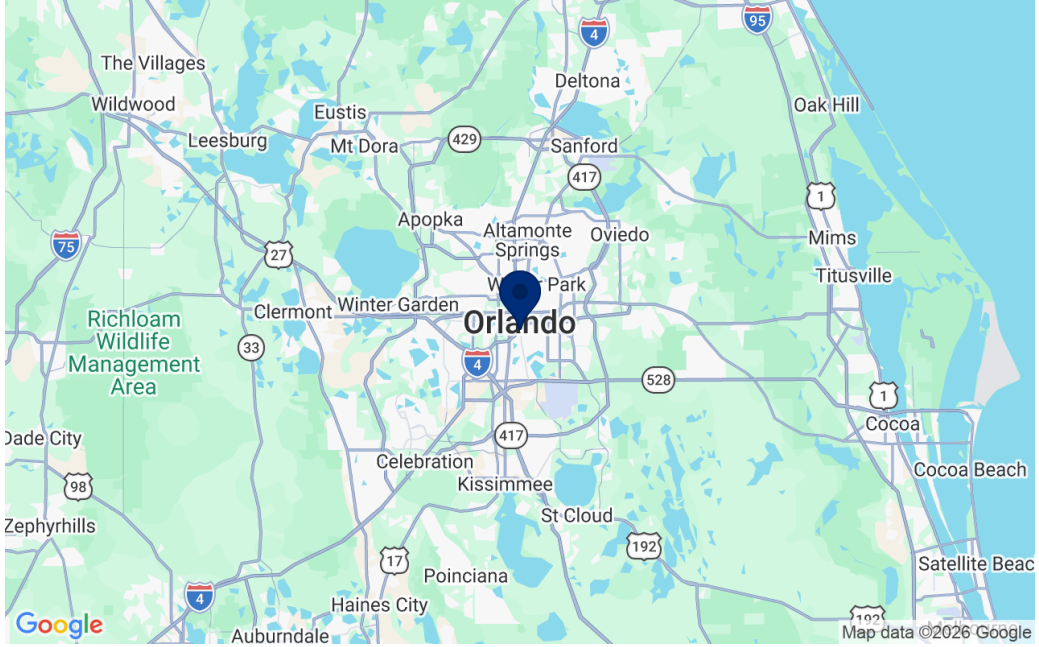 95
4
The Villages
Deltona
Wildwood
Oak Hill
Eustis
Leesburg
429
Mt Dora
Sanford
417
1
Apopka
Altamonte
Springs
Oviedo
Mims
75
27
Titusville
Park
Winter Garden
Clermont
Orlando
Richloam
Wildlife
Management
Area
33
4
528
1
Cocoa
Dade City
417
Celebration
Cocoa Beach
98
Kissimmee
St Cloud
Zephyrhills
192
17
Satellite Beac
Poinciana
4
Haines City
192
Google
Auburndale
Map data ©2026 Google